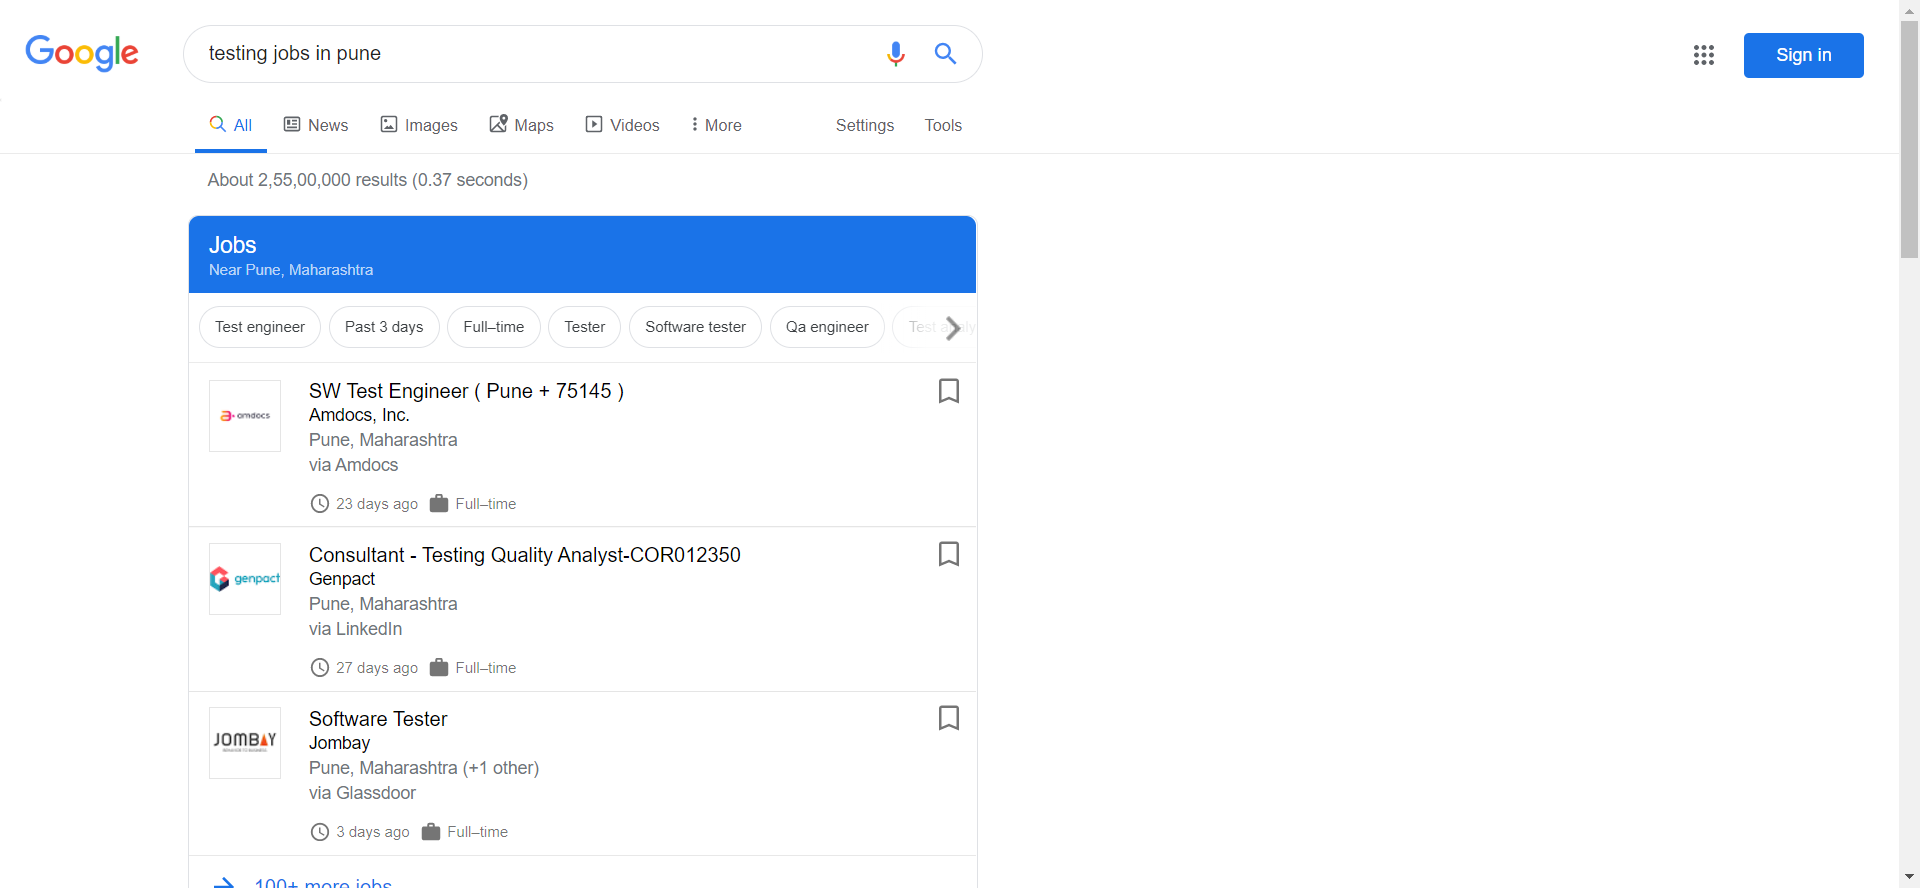 Google
testing jobs in pune
Sign in
All News Images Maps Videos More Settings Tools
About 2,55,00,000 results (0.37 seconds)
Jobs
Near Pune, Maharashtra
Test engineer Past 3 days Full–time Tester Software tester Qa engineer Test
SW Test Engineer ( Pune + 75145 )
amdocs
Amdocs, Inc.
Pune, Maharashtra
via Amdocs
23 days ago Full–time
Consultant - Testing Quality Analyst-COR012350
genpact
Genpact
Pune, Maharashtra
via LinkedIn
27 days ago Full–time
Software Tester
JOMBAY
Jombay
Pune, Maharashtra (+1 other)
via Glassdoor
3 days ago Full–time
100+ more jobs